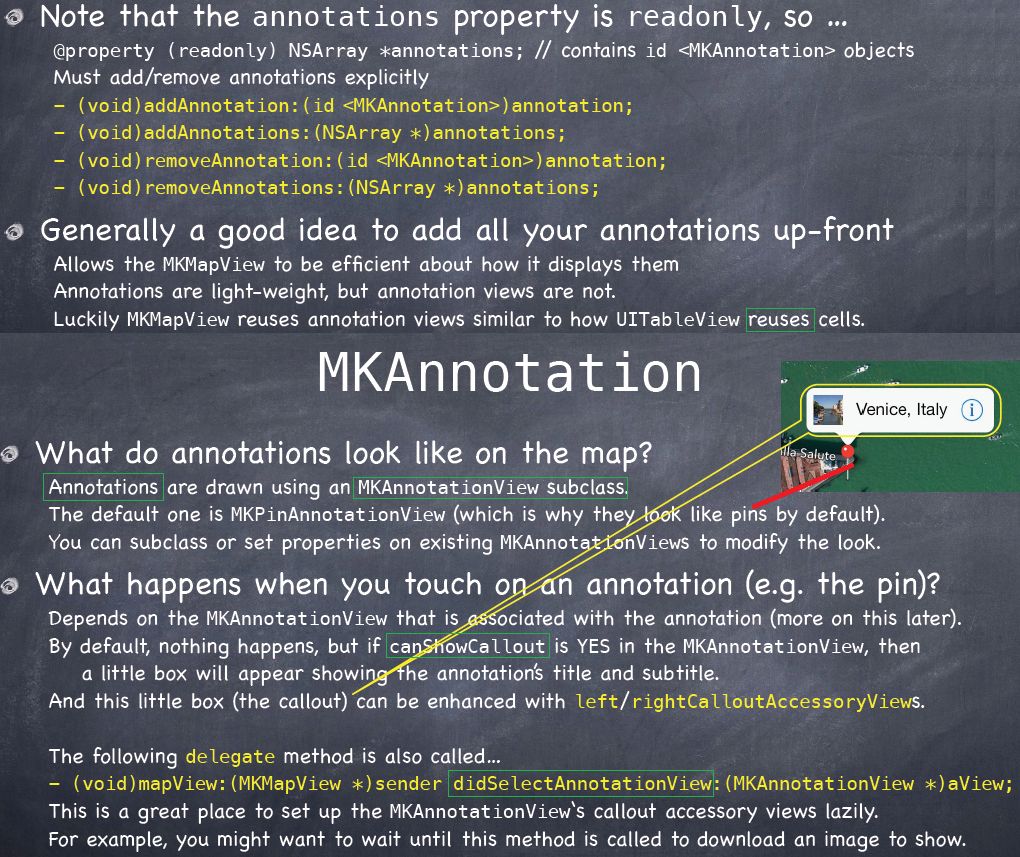 Note that the annotations property is readonly, so ...
@property (readonly) NSArray *annotations; // contains id <MKAnnotation> objects
Must add/remove annotations explicitly
- (void)addAnnotation:(id <MKAnnotation>)annotation;
- (void)addAnnotations:(NSArray *)annotations;
- (void)removeAnnotation:(id <MKAnnotation>)annotation;
- (void)removeAnnotations:(NSArray *)annotations;
Generally a good idea to add all your annotations up-front
Allows the MKMapView to be efficient about how it displays them
Annotations are light-weight, but annotation views are not.
Luckily MKMapView reuses annotation views similar to how UITableView reuses cells.
MKAnnotation
Venice, Italy
lla Salute
What do annotations look like on the map?
Annotations are drawn using an MKAnnotationView subclass.
The default one is MKPinAnnotationView (which is why they look like pins by default).
You can subclass or set properties on existing MKAnnotationViews to modify the look.
What happens when you touch on an annotation (e.g. the pin)?
Depends on the MKAnnotationView that is associated with the annotation (more on this later).
By default, nothing happens, but if canShowCallout is YES in the MKAnnotationView, then
a little box will appear showing the annotation's title and subtitle.
And this little box (the callout) can be enhanced with left/rightCalloutAccessoryViews.
The following delegate method is also called...
- (void)mapView:(MKMapView *)sender didSelectAnnotationView:(MKAnnotationView *)aView;
This is a great place to set up the MKAnnotationView‘s callout accessory views lazily.
For example, you might want to wait until this method is called to download an image to show.